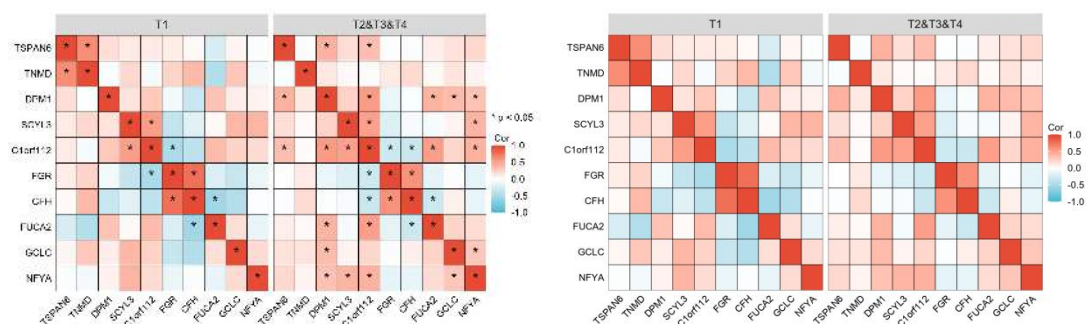 T1
T2&T3&T4
TSPAN6
TNMD
DPM1
SCYL3
C1orf112
FGR
CFH
FUCA2
GCLC
NFYA
* p < 0.05
Cor
1.0
0.5
0.0
-0.5
-1.0
TSPAN6
TNMD
DPM1
SCYL3
C1orf112
FGR
CFH
FUCA2
GCLC
NFYA
TSPAN6
TNMD
DPM1
SCYL3
C1orf112
FGR
CFH
FUCA2
GCLC
NFYA
T1
T2&T3&T4
TSPAN6
TNMD
DPM1
SCYL3
C1orf112
FGR
CFH
FUCA2
GCLC
NFYA
Cor
1.0
0.5
0.0
-0.5
-1.0
TSPAN6
TNMD
DPM1
SCYL3
C1orf112
FGR
CFH
FUCA2
GCLC
NFYA
TSPAN6
TNMD
DPM1
SCYL3
C1orf112
FGR
CFH
FUCA2
GCLC
NFYA